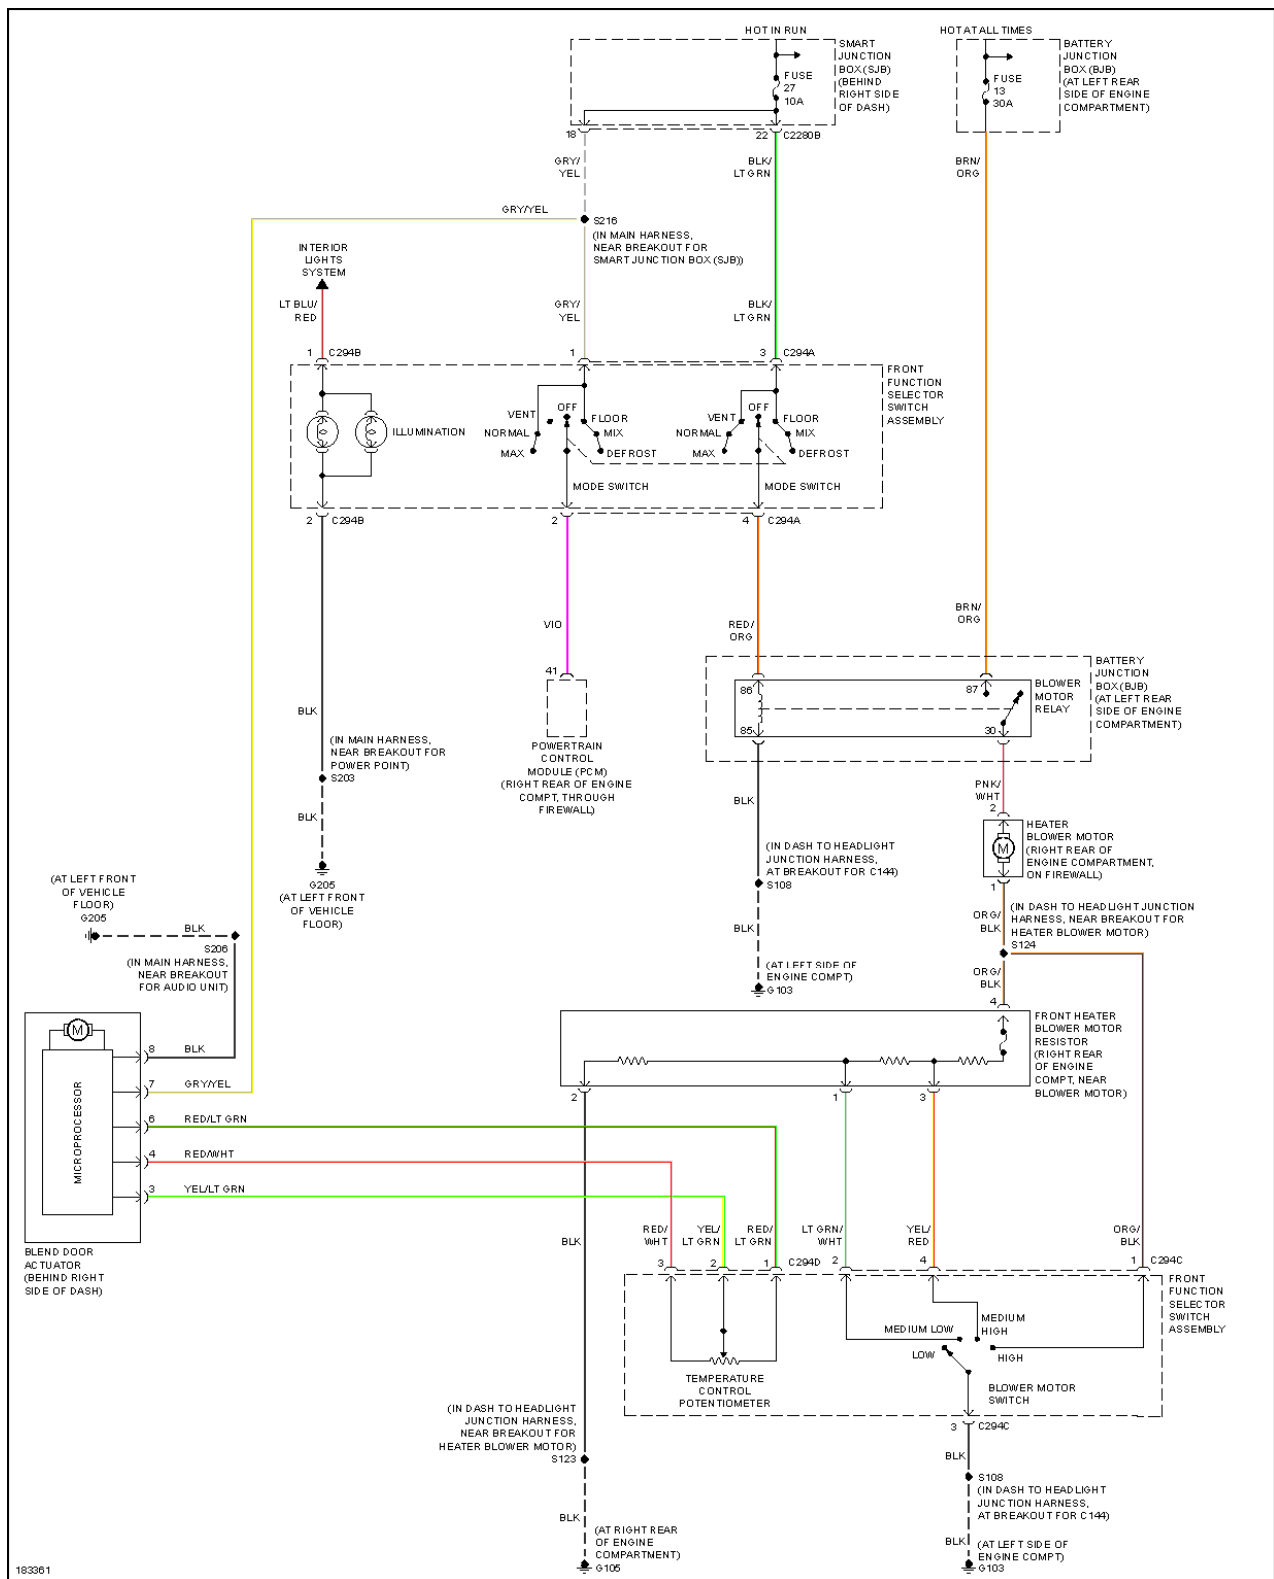 HOT IN RUN
SMART
JUNCTION
BOX (SJB)
(BEHIND
RIGHT SIDE
OF DASH)
FUSE
27
10A
18
22
C2280B
HOT AT ALL TIMES
BATTERY
JUNCTION
BOX (BJB)
(AT LEFT REAR
SIDE OF ENGINE
COMPARTMENT)
FUSE
13
30A
GRY/
YEL
BLK/
LT GRN
BRN/
ORG
GRY/YEL
S216
(IN MAIN HARNESS,
NEAR BREAKOUT FOR
SMART JUNCTION BOX (SJB))
INTERIOR
LIGHTS
SYSTEM
LT BLU/
RED
GRY/
YEL
BLK/
LT GRN
1
C294B
1
3
C294A
FRONT
FUNCTION
SELECTOR
SWITCH
ASSEMBLY
ILLUMINATION
OFF
VENT
FLOOR
NORMAL
MIX
MAX
DEFROST
MODE SWITCH
OFF
VENT
FLOOR
NORMAL
MIX
MAX
DEFROST
MODE SWITCH
2
C294B
2
4
C294A
VIO
RED/
ORG
BRN/
ORG
41
POWERTRAIN
CONTROL
MODULE (PCM)
(RIGHT REAR OF ENGINE
COMPT, THROUGH
FIREWALL)
BATTERY
JUNCTION
BOX (BJB)
(AT LEFT REAR
SIDE OF ENGINE
COMPARTMENT)
BLOWER
MOTOR
RELAY
86
87
85
30
BLK
(IN MAIN HARNESS,
NEAR BREAKOUT FOR
POWER POINT)
S203
BLK
G205
(AT LEFT FRONT
OF VEHICLE
FLOOR)
BLK
(IN DASH TO HEADLIGHT
JUNCTION HARNESS,
AT BREAKOUT FOR C144)
S108
BLK
(AT LEFT SIDE OF
ENGINE COMPT)
G103
PNK/
WHT
2
HEATER
BLOWER MOTOR
(RIGHT REAR OF
ENGINE COMPARTMENT,
ON FIREWALL)
M
1
ORG/
BLK
(IN DASH TO HEADLIGHT JUNCTION
HARNESS, NEAR BREAKOUT FOR
HEATER BLOWER MOTOR)
S124
ORG/
BLK
4
(AT LEFT FRONT
OF VEHICLE
FLOOR)
G205
BLK
S206
(IN MAIN HARNESS,
NEAR BREAKOUT
FOR AUDIO UNIT)
M
MICROPROCESSOR
8
BLK
7
GRY/YEL
6
RED/LT GRN
4
RED/WHT
3
YEL/LT GRN
BLEND DOOR
ACTUATOR
(BEHIND RIGHT
SIDE OF DASH)
FRONT HEATER
BLOWER MOTOR
RESISTOR
(RIGHT REAR
OF ENGINE
COMPT, NEAR
BLOWER MOTOR)
2
1
3
BLK
RED/
WHT
YEL/
LT GRN
RED/
LT GRN
LT GRN/
WHT
YEL/
RED
ORG/
BLK
3
2
1
C294D
2
4
1
C294C
FRONT
FUNCTION
SELECTOR
SWITCH
ASSEMBLY
MEDIUM LOW
MEDIUM
HIGH
LOW
HIGH
TEMPERATURE
CONTROL
POTENTIOMETER
BLOWER MOTOR
SWITCH
3
C294C
(IN DASH TO HEADLIGHT
JUNCTION HARNESS,
NEAR BREAKOUT FOR
HEATER BLOWER MOTOR)
S123
BLK
(AT RIGHT REAR
OF ENGINE
COMPARTMENT)
G105
BLK
S108
(IN DASH TO HEADLIGHT
JUNCTION HARNESS,
AT BREAKOUT FOR C144)
BLK
(AT LEFT SIDE OF
ENGINE COMPT)
G103
183361